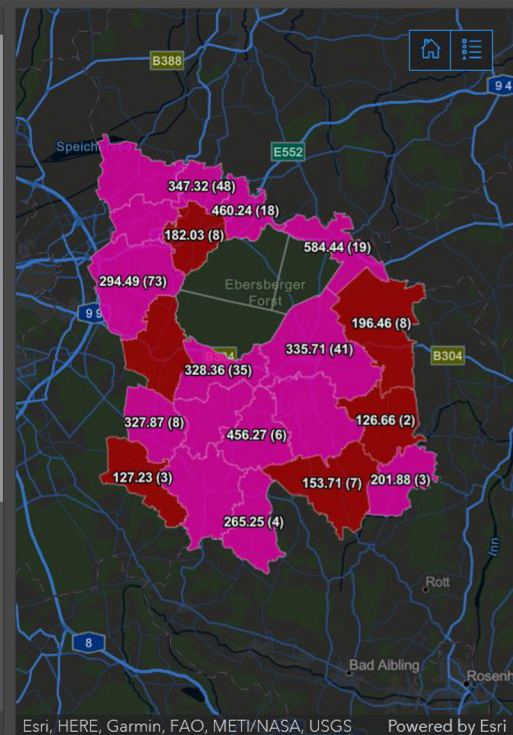 B388
94
Speich
E552
347.32 (48)
460.24 (18)
182.03 (8)
584.44 (19)
294.49 (73)
Ebersberger
Forst
99
196.46 (8)
335.71 (41)
B304
B304
328.36 (35)
327.87 (8)
126.66 (2)
456.27 (6)
127.23 (3)
153.71 (7)
201.88 (3)
265.25 (4)
Inn
Rott
8
Bad Aibling
Rosenh
Esri, HERE, Garmin, FAO, METI/NASA, USGS
Powered by Esri